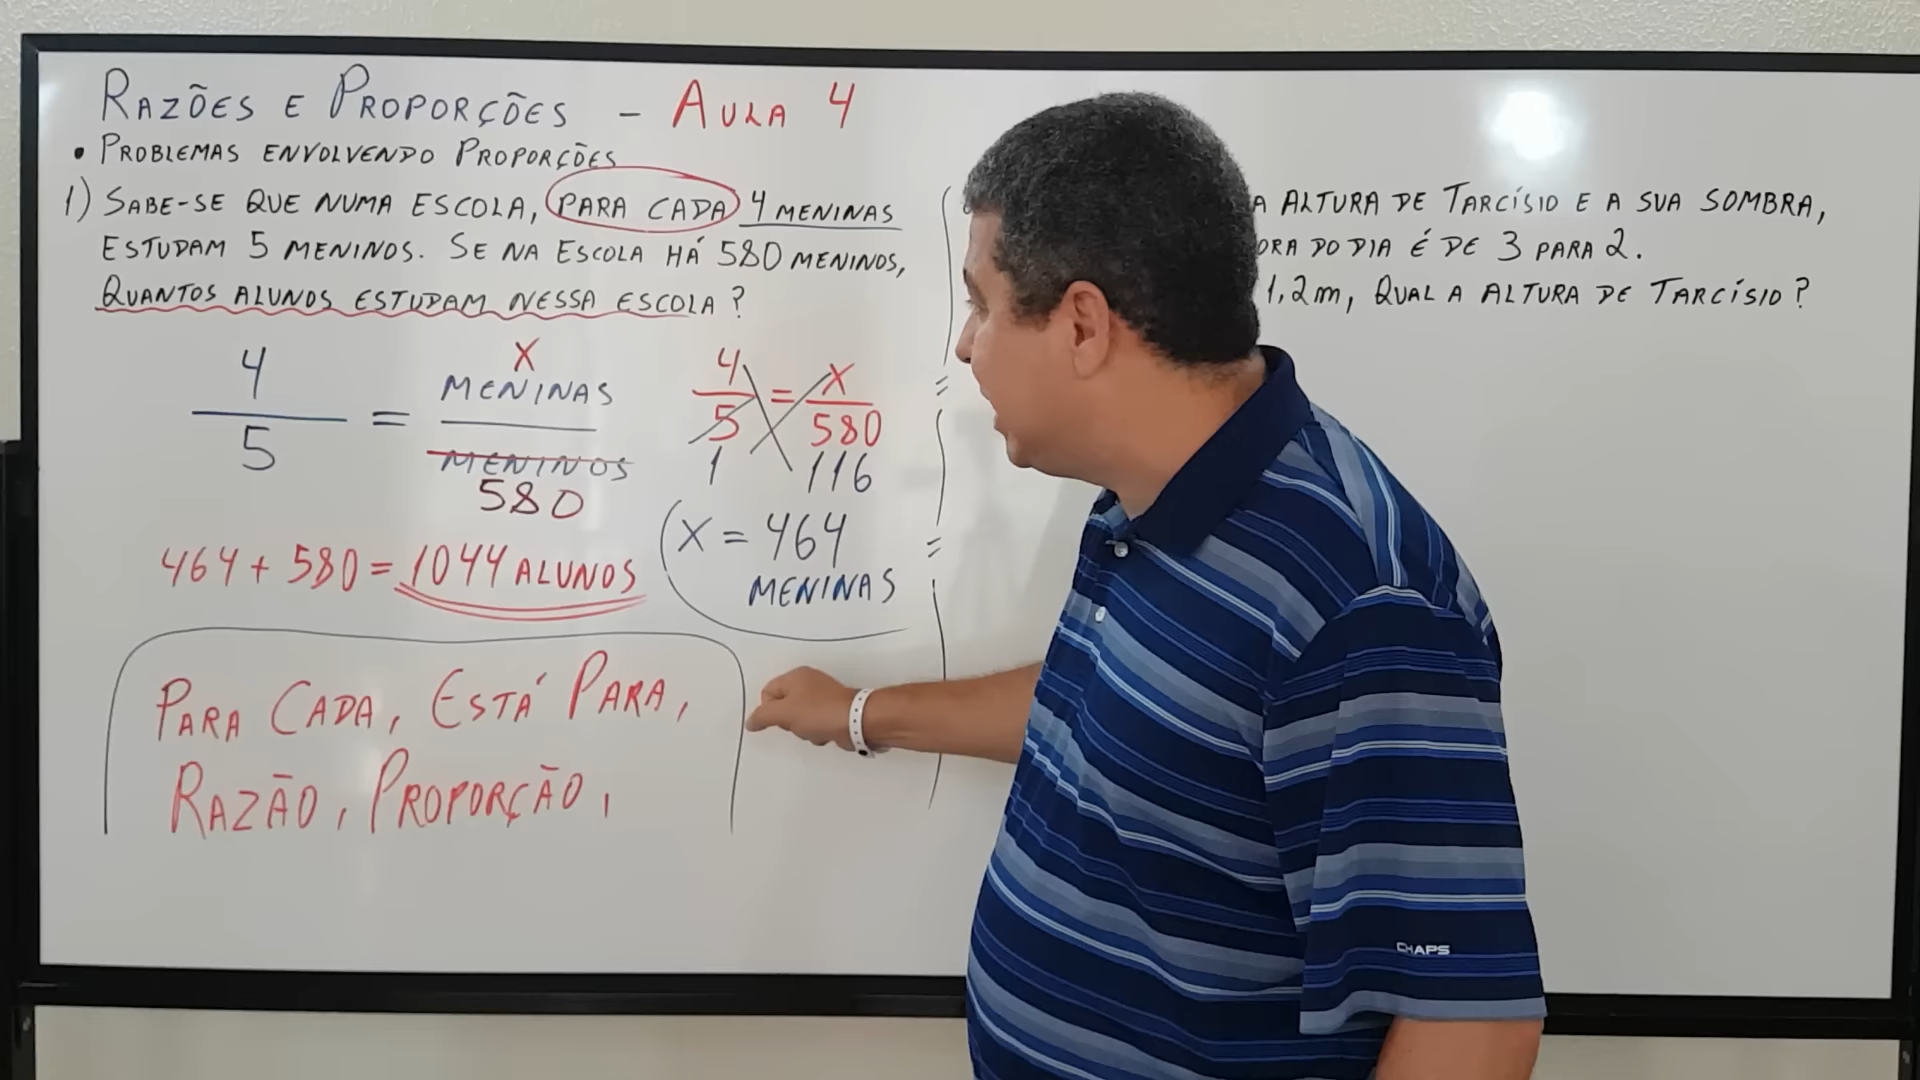 RAZÕES E PROPORÇÕES - AULA 4
• PROBLEMAS ENVOLVENDO PROPORÇÕES
1) SABE-SE QUE NUMA ESCOLA, PARA CADA 4 MENINAS
ESTUDAM 5 MENINOS. SE NA ESCOLA HÁ 580 MENINOS,
QUANTOS ALUNOS ESTUDAM NESSA ESCOLA?
X
4 = MENINAS
5 MENINOS
580
4 = X
5 580
1 116
X = 464
MENINAS
464 + 580 = 1044 ALUNOS
PARA CADA, ESTÁ PARA,
RAZÃO, PROPORÇÃO,
A ALTURA DE TARCÍSIO E A SUA SOMBRA,
DO DIA É DE 3 PARA 2.
1,2m, QUAL A ALTURA DE TARCÍSIO?
CHAPS